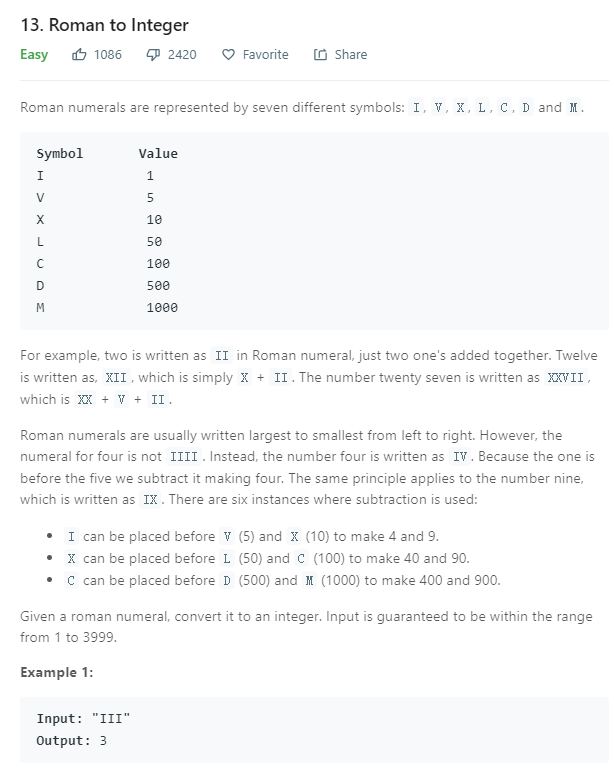 13. Roman to Integer
Easy 1086 2420 Favorite Share
Roman numerals are represented by seven different symbols: I, V, X, L, C, D and M.
Symbol Value
I 1
V 5
X 10
L 50
C 100
D 500
M 1000
For example, two is written as II in Roman numeral, just two one's added together. Twelve
is written as, XII, which is simply X + II. The number twenty seven is written as XXVII,
which is XX + V + II.
Roman numerals are usually written largest to smallest from left to right. However, the
numeral for four is not IIII. Instead, the number four is written as IV. Because the one is
before the five we subtract it making four. The same principle applies to the number nine,
which is written as IX. There are six instances where subtraction is used:
• I can be placed before V (5) and X (10) to make 4 and 9.
• X can be placed before L (50) and C (100) to make 40 and 90.
• C can be placed before D (500) and M (1000) to make 400 and 900.
Given a roman numeral, convert it to an integer. Input is guaranteed to be within the range
from 1 to 3999.
Example 1:
Input: "III"
Output: 3